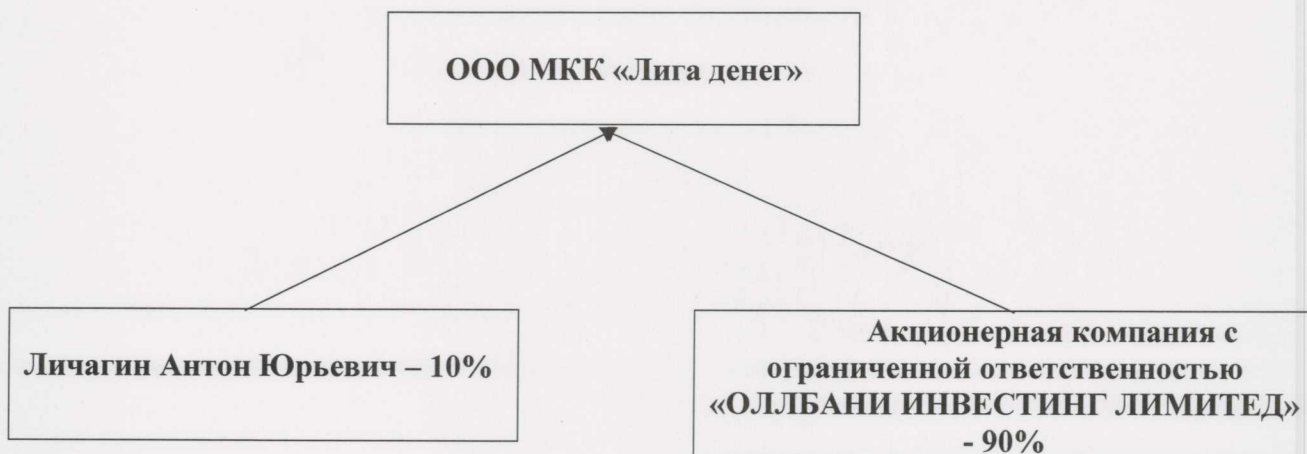 ООО МКК «Лига денег»
Личагин Антон Юрьевич – 10%
Акционерная компания с
ограниченной ответственностью
«ОЛЛБАНИ ИНВЕСТИНГ ЛИМИТЕД»
- 90%